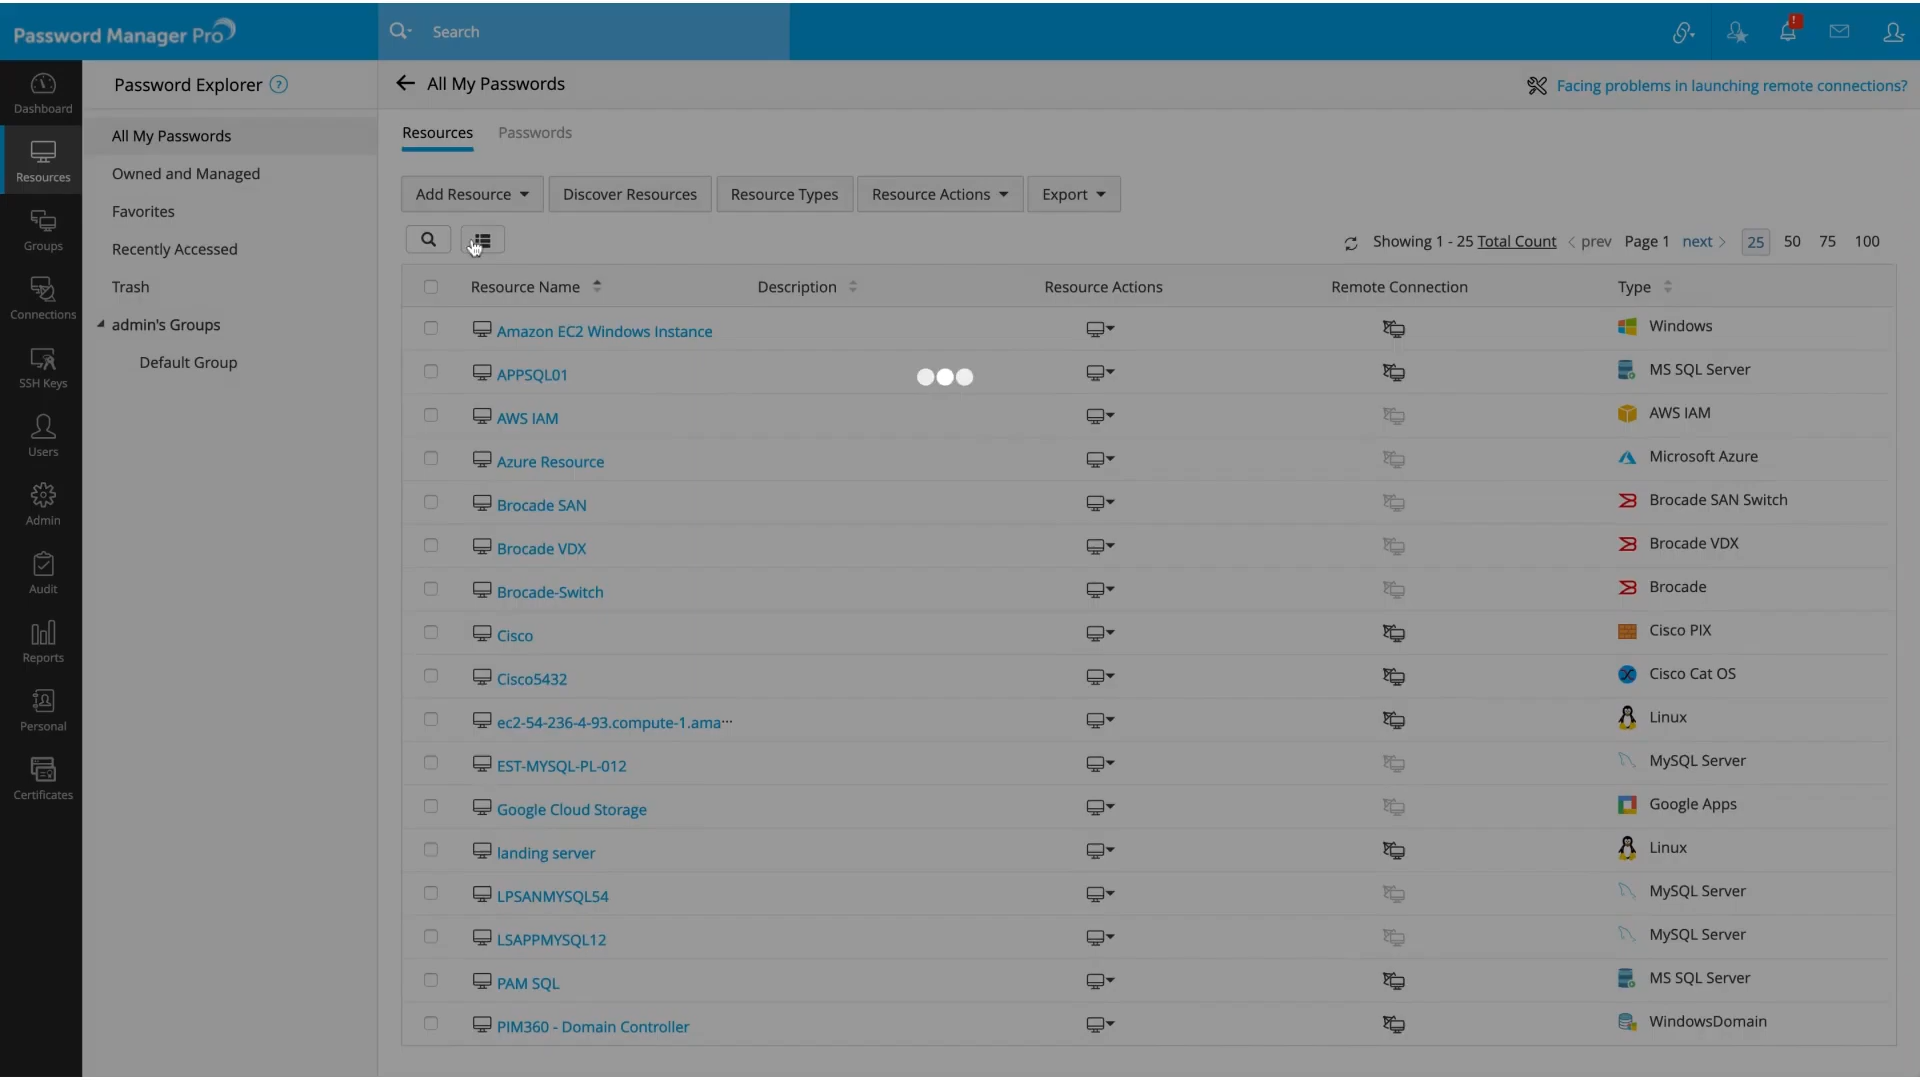 Password Manager Pro
Search
!
Dashboard
Resources
Groups
Connections
SSH Keys
Users
Admin
Audit
Reports
Personal
Certificates
Password Explorer ?
All My Passwords
Owned and Managed
Favorites
Recently Accessed
Trash
admin's Groups
Default Group
All My Passwords
Facing problems in launching remote connections?
Resources Passwords
Add Resource Discover Resources Resource Types Resource Actions Export
Showing 1 - 25 Total Count < prev Page 1 next > 25 50 75 100
Resource Name Description Resource Actions Remote Connection Type
Amazon EC2 Windows Instance Windows
APPSQL01 MS SQL Server
AWS IAM AWS IAM
Azure Resource Microsoft Azure
Brocade SAN Brocade SAN Switch
Brocade VDX Brocade VDX
Brocade-Switch Brocade
Cisco Cisco PIX
Cisco5432 Cisco Cat OS
ec2-54-236-4-93.compute-1.ama... Linux
EST-MYSQL-PL-012 MySQL Server
Google Cloud Storage Google Apps
landing server Linux
LPSANMYSQL54 MySQL Server
LSAPPMYSQL12 MySQL Server
PAM SQL MS SQL Server
PIM360 - Domain Controller WindowsDomain